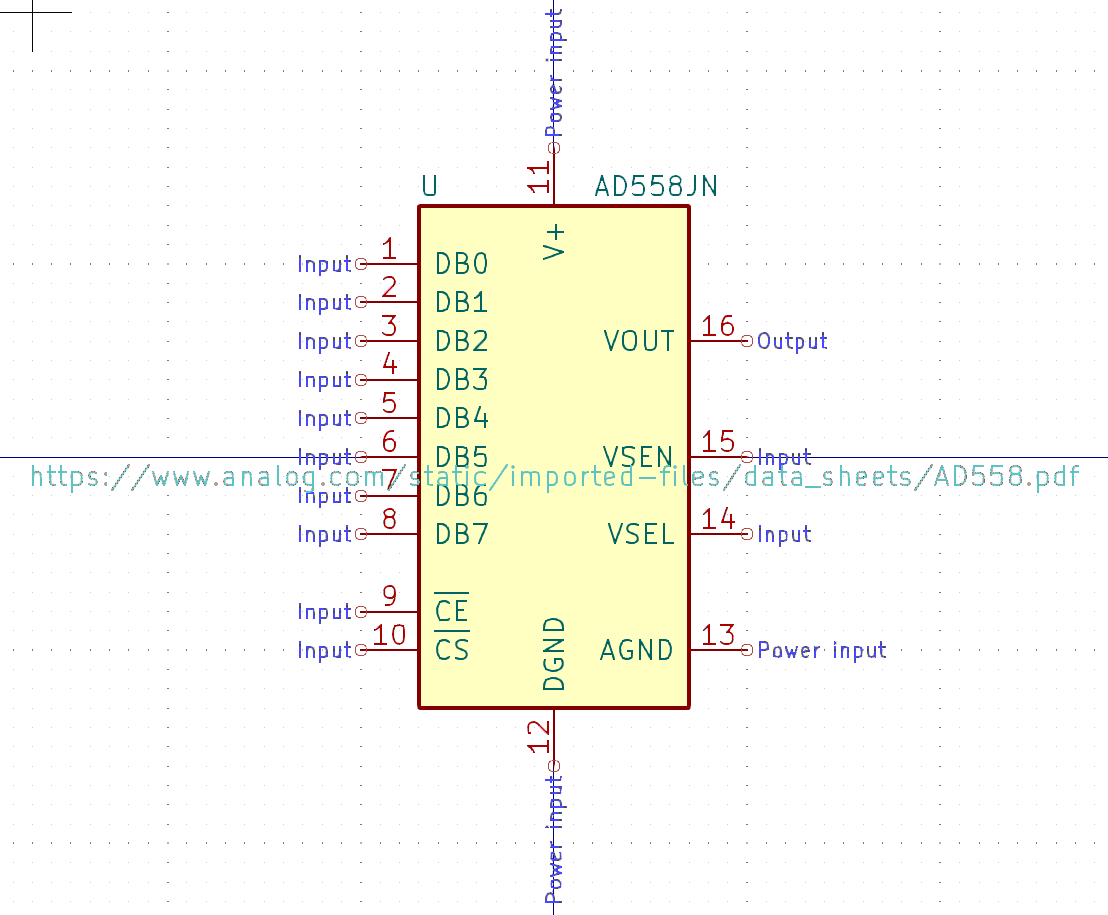 Power input
11
U AD558JN
V+
Input 1 DB0
Input 2 DB1
Input 3 DB2 VOUT 16 Output
Input 4 DB3
Input 5 DB4
Input 6 DB5 VSEN 15 Input
https://www.analog.com/static/imported-files/data_sheets/AD558.pdf
Input 7 DB6
Input 8 DB7 VSEL 14 Input
Input 9 CE
Input 10 CS DGND AGND 13 Power input
12
Power input